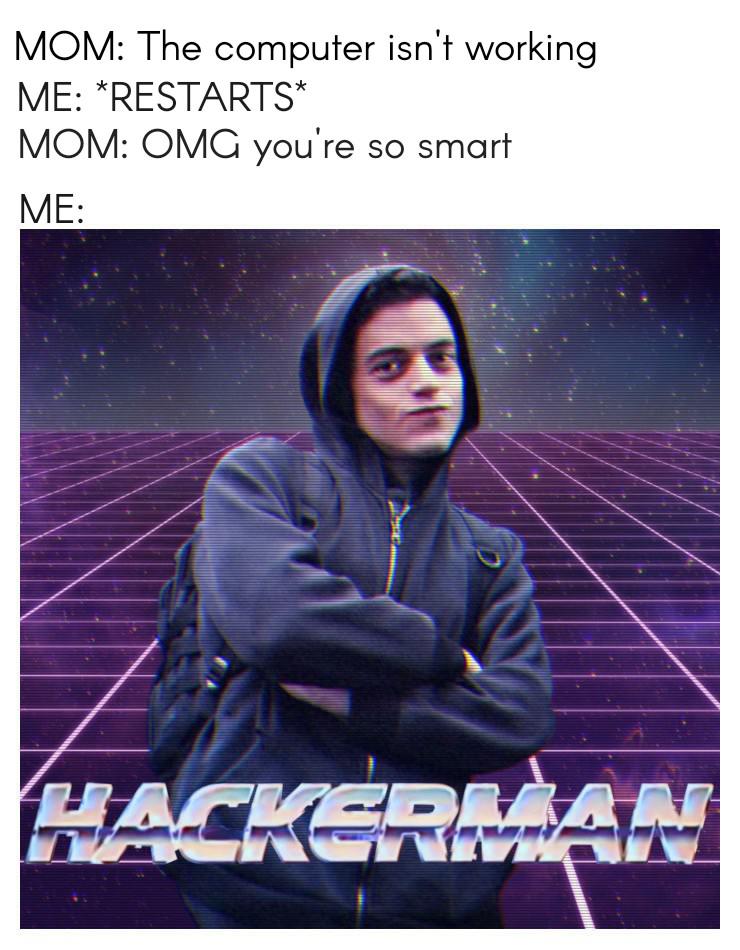 MOM: The computer isn't working
ME: *RESTARTS*
MOM: OMG you're so smart
ME:
HACKERMAN